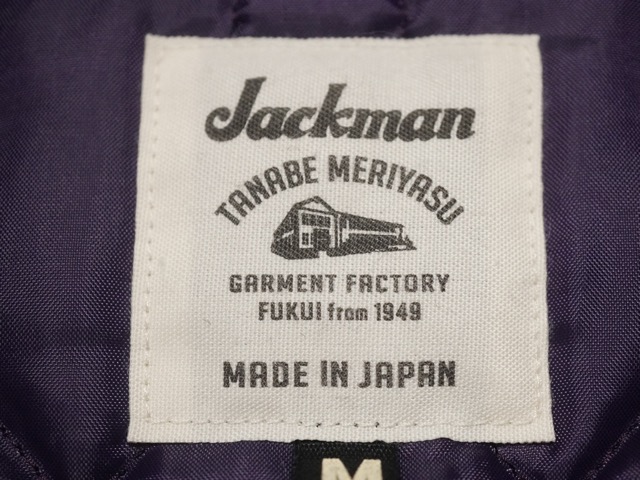 Jackman
TANABE MERIYASU
GARMENT FACTORY
FUKUI from 1949
MADE IN JAPAN
M